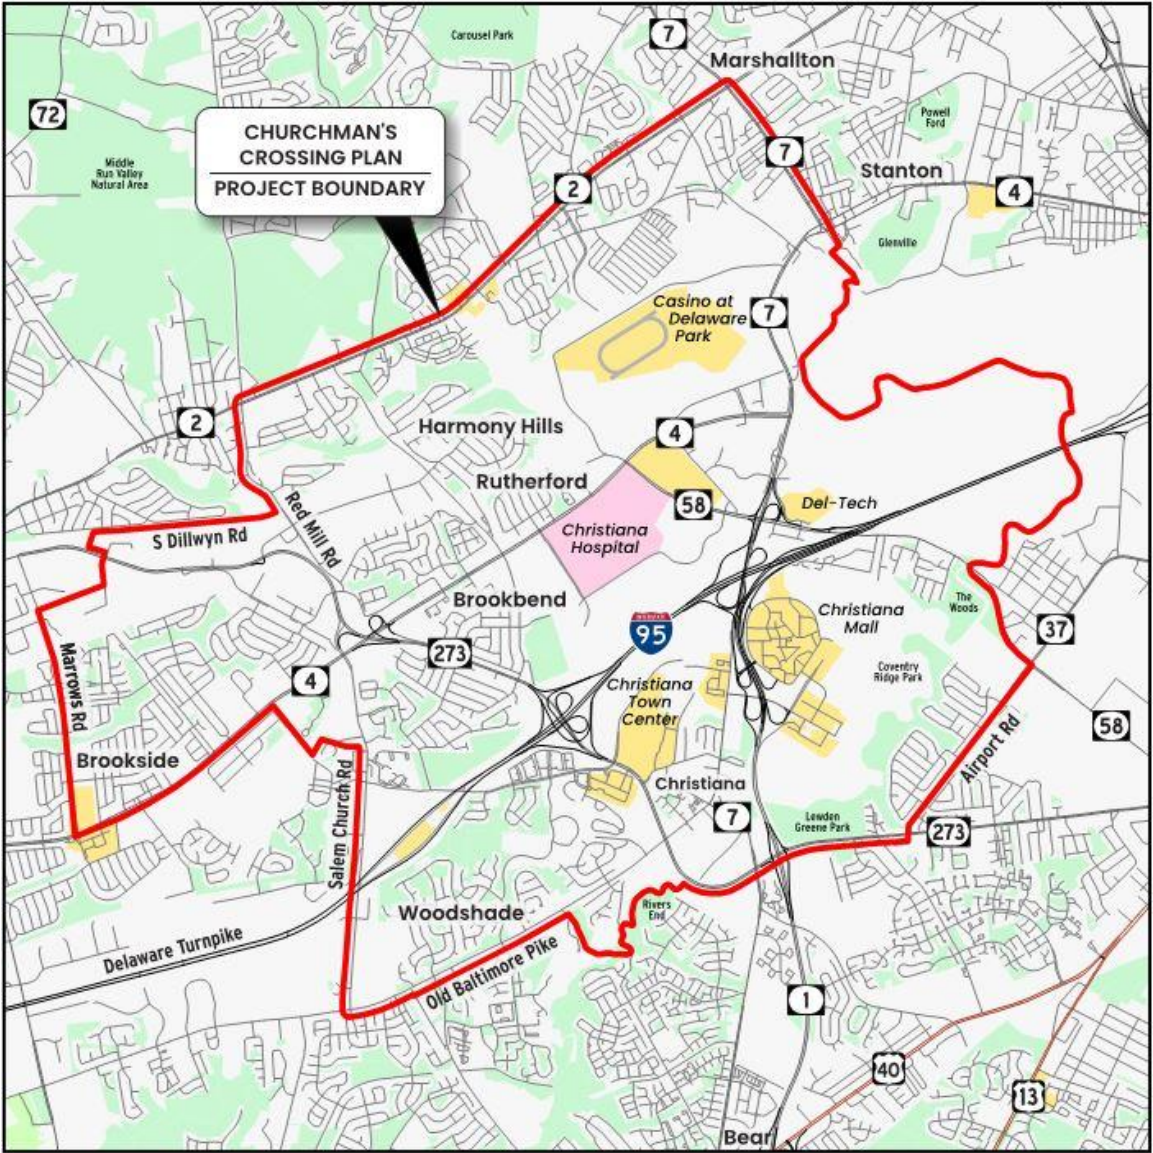 7
Carousel Park
Marshallton
72
CHURCHMAN'S
CROSSING PLAN
PROJECT BOUNDARY
Powell
Ford
Middle
Run Valley
Natural Area
7
Stanton
2
4
Glenville
Casino at
Delaware
Park
7
2
Harmony Hills
4
Rutherford
58
Del-Tech
Red Mill Rd
S Dillwyn Rd
Christiana
Hospital
Brookbend
The
Woods
Christiana
Mall
INTERSTATE
95
37
273
Marrows Rd
4
Coventry
Ridge Park
Christiana
Town
Center
58
Airport Rd
Brookside
Salem Church Rd
Christiana
7
Lewden
Greene Park
273
Woodshade
Rivers
End
Delaware Turnpike
Old Baltimore Pike
1
40
13
Bear